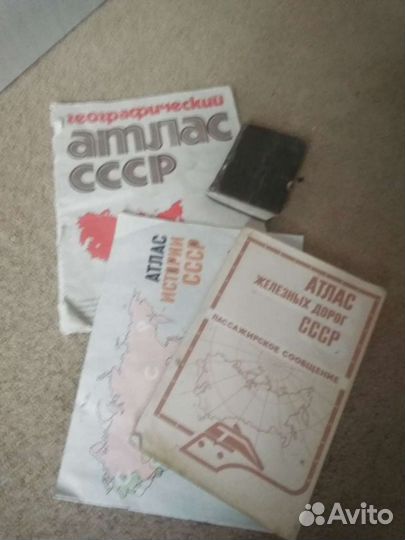 географический
атлас
СССР
АТЛАС
ИСТОРИИ
СССР
С С Р
АТЛАС
ЖЕЛЕЗНЫХ ДОРОГ
СССР
ПАССАЖИРСКОЕ СООБЩЕНИЕ
Avito